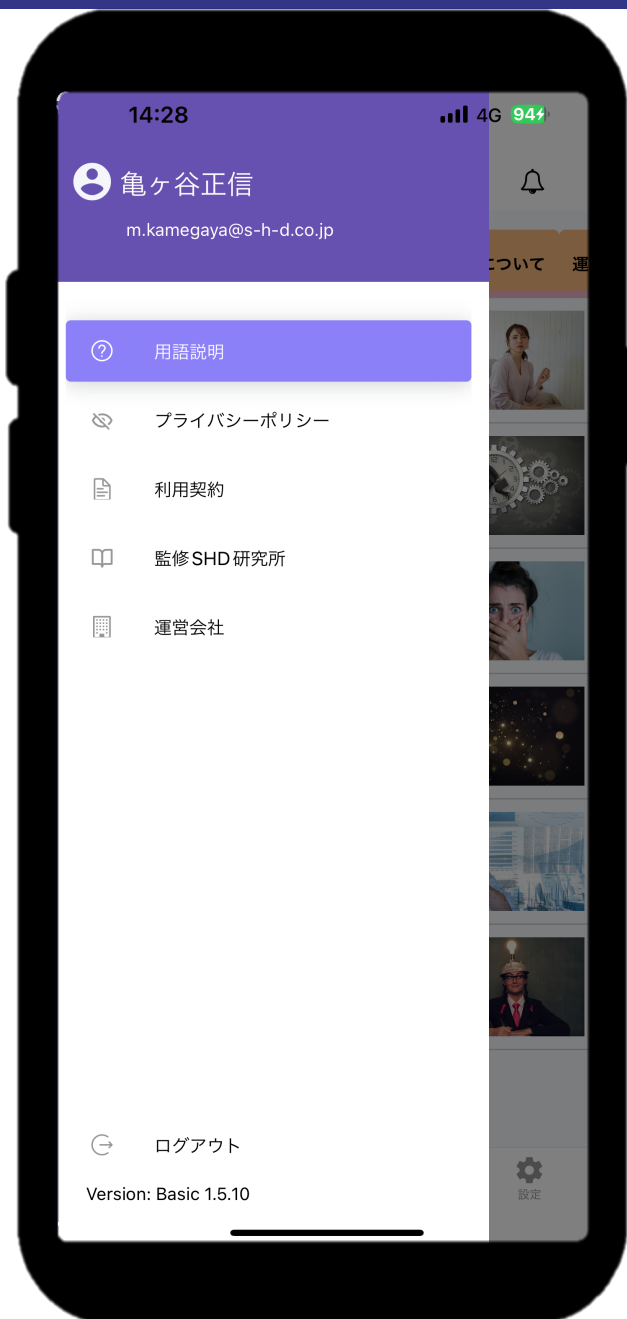 14:28
4G 94
亀ヶ谷正信
m.kamegaya@s-h-d.co.jp
について 運
用語説明
プライバシーポリシー
利用契約
監修SHD研究所
運営会社
ログアウト
Version: Basic 1.5.10
設定